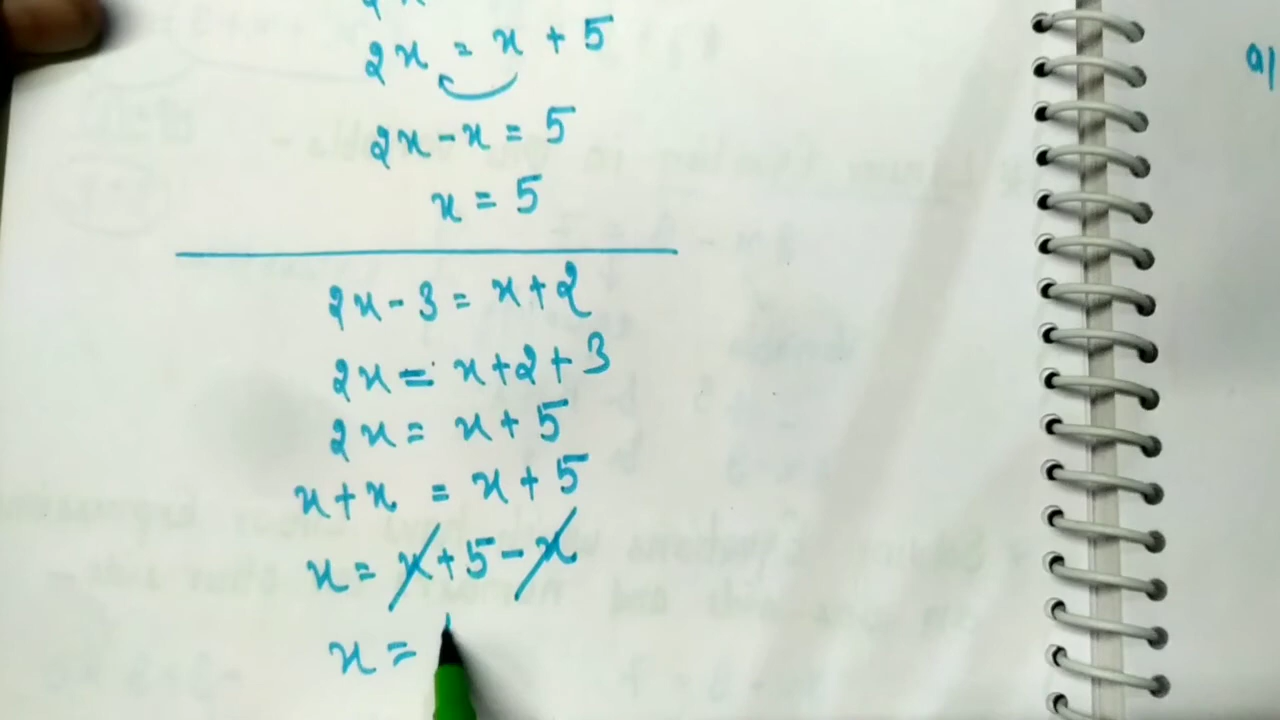 2x = x + 5
2x - x = 5
x = 5
2x - 3 = x + 2
2x = x + 2 + 3
2x = x + 5
x + x = x + 5
x = x + 5 - x
x =
a)